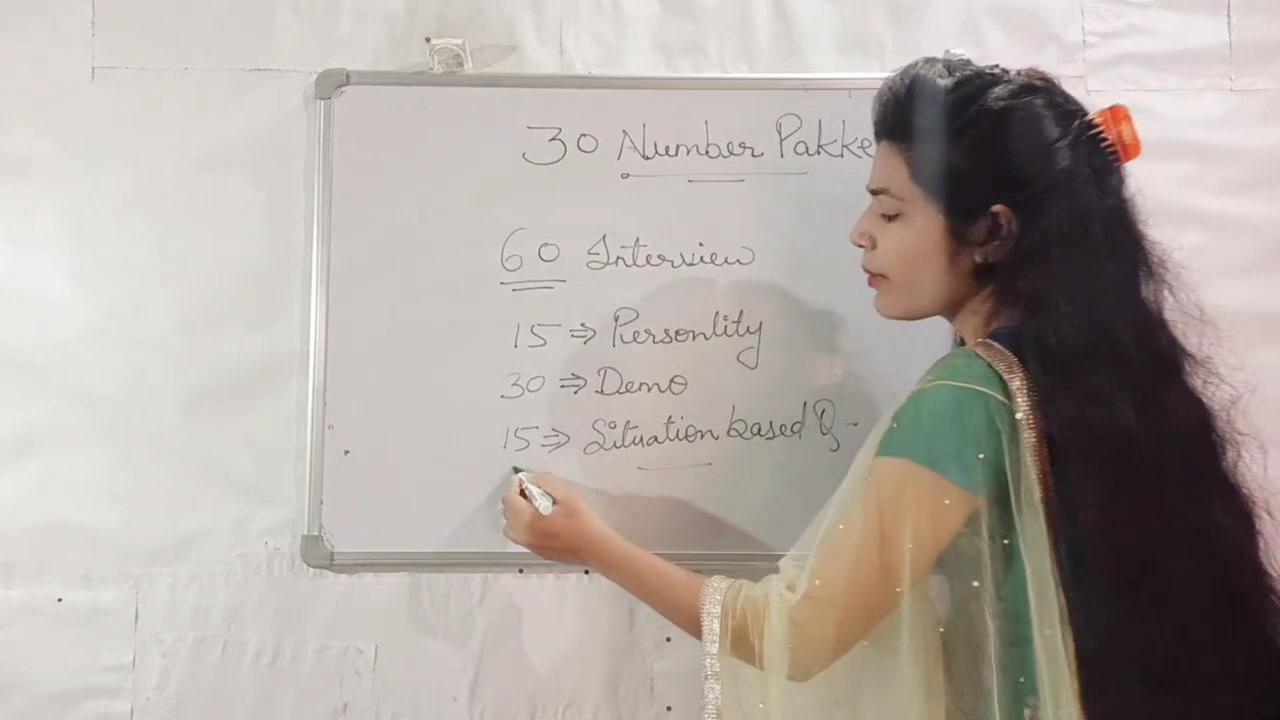 30 Number Pakke
60 Interview
15 ⇒ Personlity
30 ⇒ Demo
15 ⇒ Situation based Q -